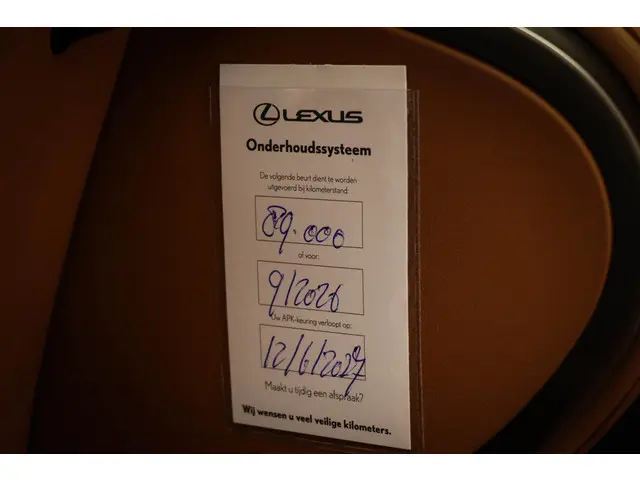 LEXUS
Onderhoudssysteem
De volgende beurt dient te worden
uitgevoerd bij kilometerstand:
89.000
of voor:
9/2026
Uw APK-keuring verloopt op:
12/6/2027
Maakt u tijdig een afspraak?
Wij wensen u veel veilige kilometers.